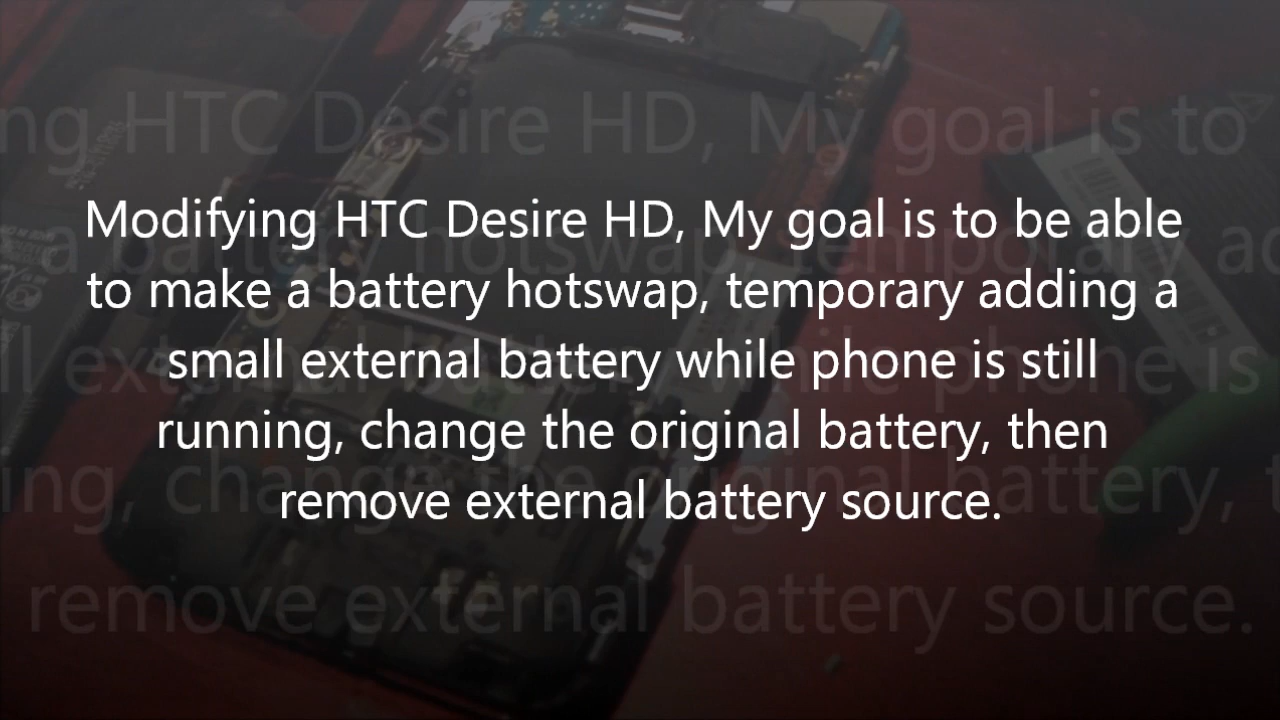 Modifying HTC Desire HD, My goal is to be able
to make a battery hotswap, temporary adding a
small external battery while phone is still
running, change the original battery, then
remove external battery source.